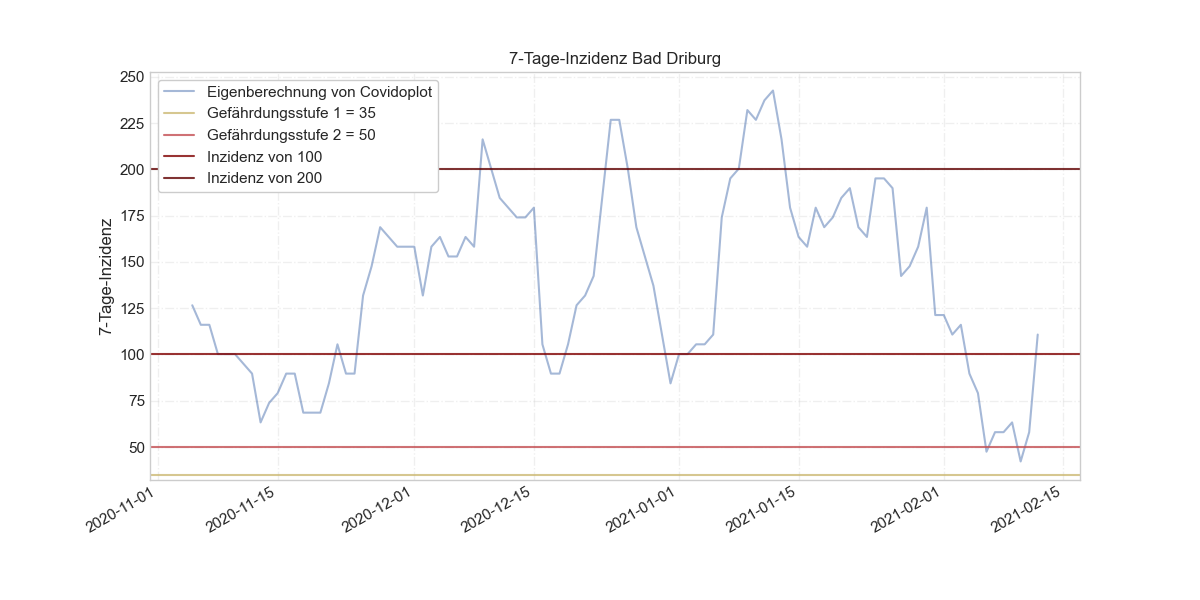 7-Tage-Inzidenz Bad Driburg
250
225
200
175
150
125
100
75
50
7-Tage-Inzidenz
Eigenberechnung von Covidoplot
Gefährdungsstufe 1 = 35
Gefährdungsstufe 2 = 50
Inzidenz von 100
Inzidenz von 200
2020-11-01
2020-11-15
2020-12-01
2020-12-15
2021-01-01
2021-01-15
2021-02-01
2021-02-15